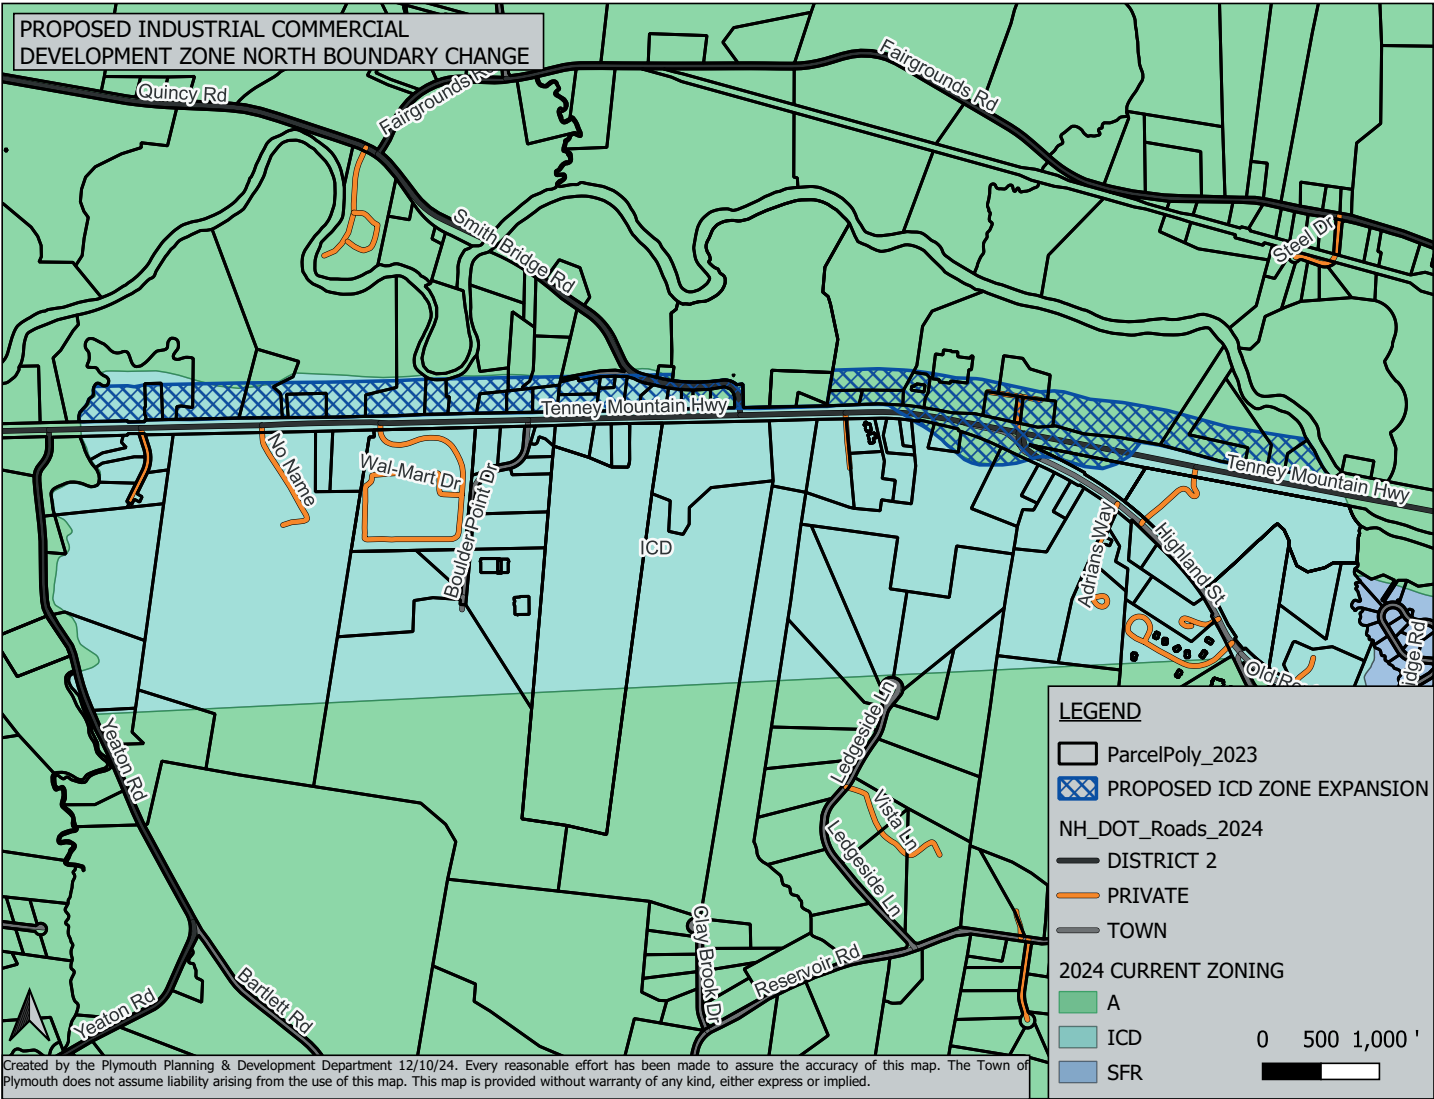 PROPOSED INDUSTRIAL COMMERCIAL
DEVELOPMENT ZONE NORTH BOUNDARY CHANGE
Quincy Rd
Fairgrounds R
Fairgrounds Rd
Smith Bridge Rd
Steel Dr
Tenney Mountain Hwy
No Name
Wal-Mart Dr
Boulder Point Dr
ICD
Tenney Mountain Hwy
Adrians Way
Highland St
Old
idge Rd
Yeaton Rd
Ledgeside Ln
Vista Ln
Ledgeside Ln
Clay Brook Dr
Reservoir Rd
Yeaton Rd
Bartlett Rd
LEGEND
ParcelPoly_2023
PROPOSED ICD ZONE EXPANSION
NH_DOT_Roads_2024
DISTRICT 2
PRIVATE
TOWN
2024 CURRENT ZONING
A
ICD
SFR
0 500 1,000 '
Created by the Plymouth Planning & Development Department 12/10/24. Every reasonable effort has been made to assure the accuracy of this map. The Town of
Plymouth does not assume liability arising from the use of this map. This map is provided without warranty of any kind, either express or implied.